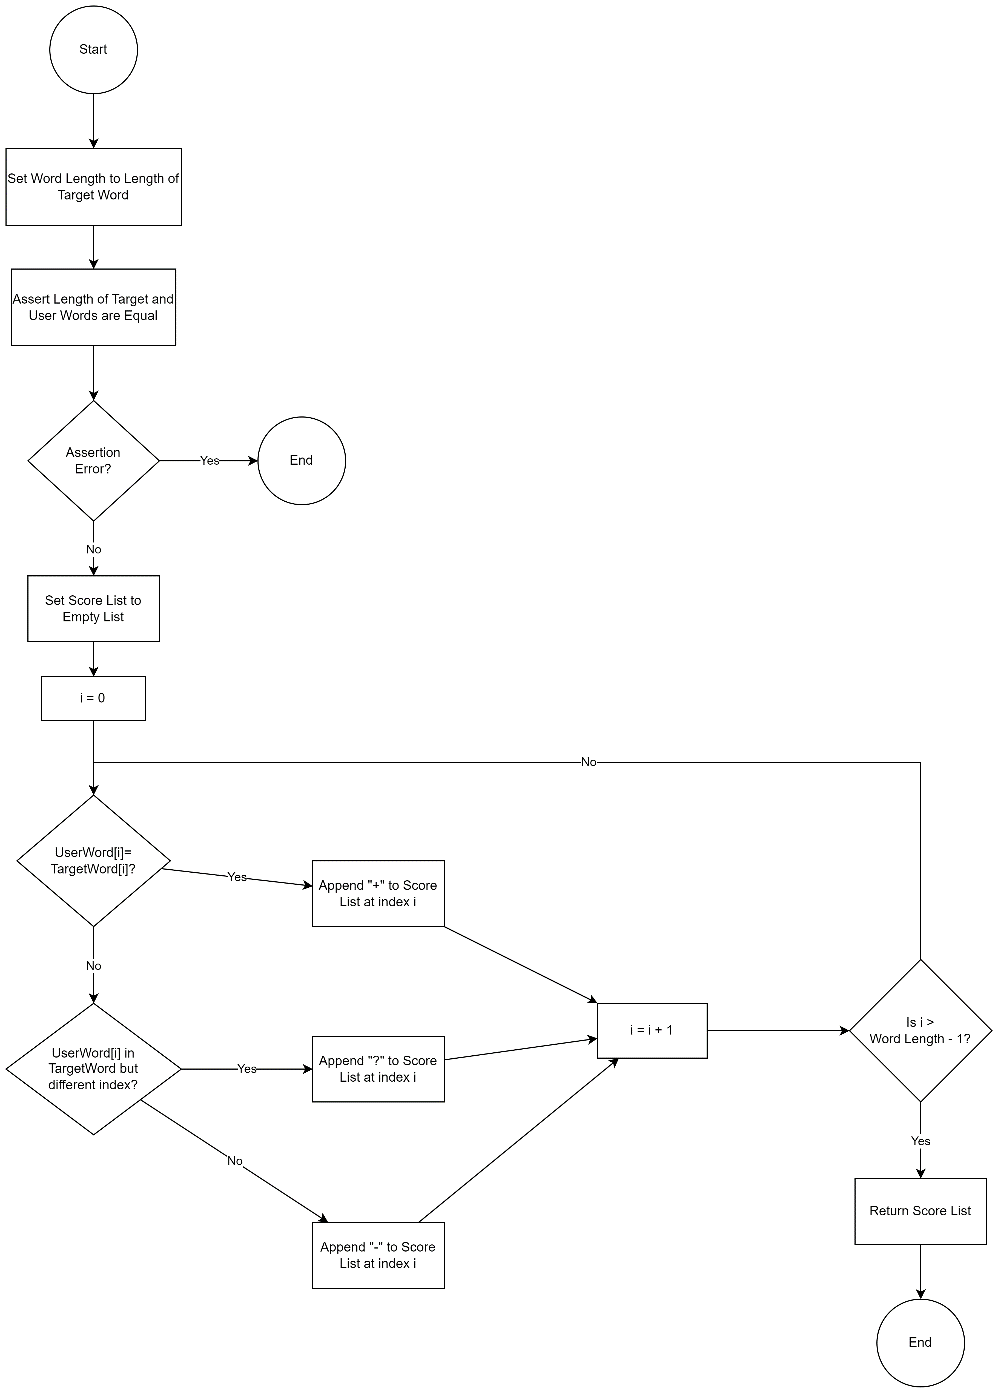 Start
Set Word Length to Length of
Target Word
Assert Length of Target and
User Words are Equal
Assertion
Error?
Yes
End
No
Set Score List to
Empty List
i = 0
No
UserWord[i]=
TargetWord[i]?
Yes
Append "+" to Score
List at index i
No
UserWord[i] in
TargetWord but
different index?
Yes
Append "?" to Score
List at index i
No
Append "-" to Score
List at index i
i = i + 1
Is i >
Word Length - 1?
Yes
Return Score List
End